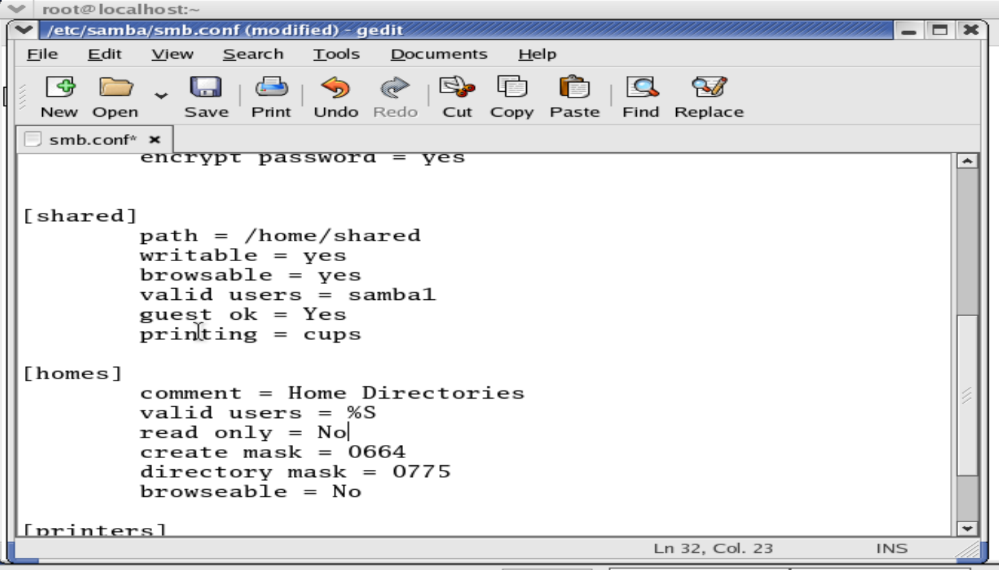 root@localhost:~
/etc/samba/smb.conf (modified) - gedit
File Edit View Search Tools Documents Help
New Open Save Print Undo Redo Cut Copy Paste Find Replace
smb.conf*
encrypt password = yes
[shared]
path = /home/shared
writable = yes
browsable = yes
valid users = samba1
guest ok = Yes
printing = cups
[homes]
comment = Home Directories
valid users = %S
read only = No
create mask = 0664
directory mask = 0775
browseable = No
[printers]
Ln 32, Col. 23 INS